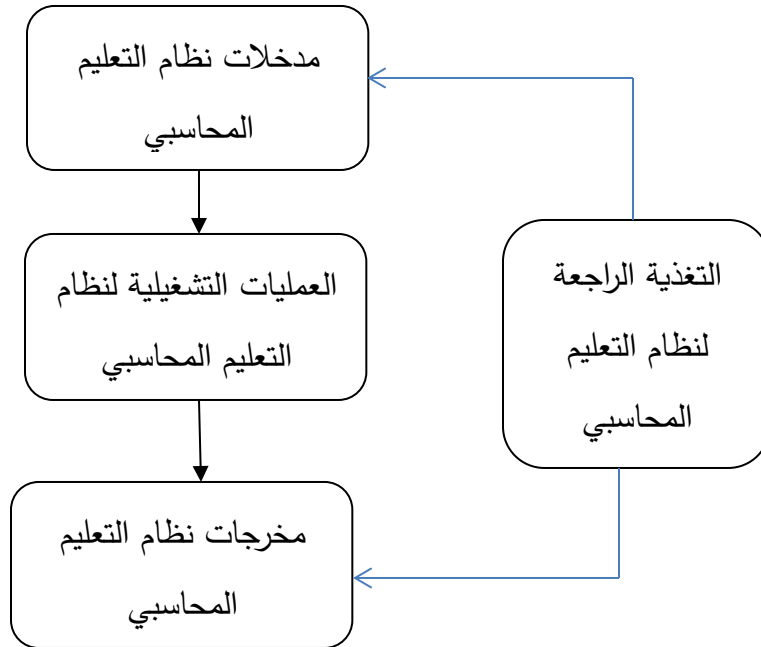 مدخلات نظام التعليم
المحاسبي
العمليات التشغيلية لنظام
التعليم المحاسبي
التغذية الراجعة
لنظام التعليم
المحاسبي
مخرجات نظام التعليم
المحاسبي